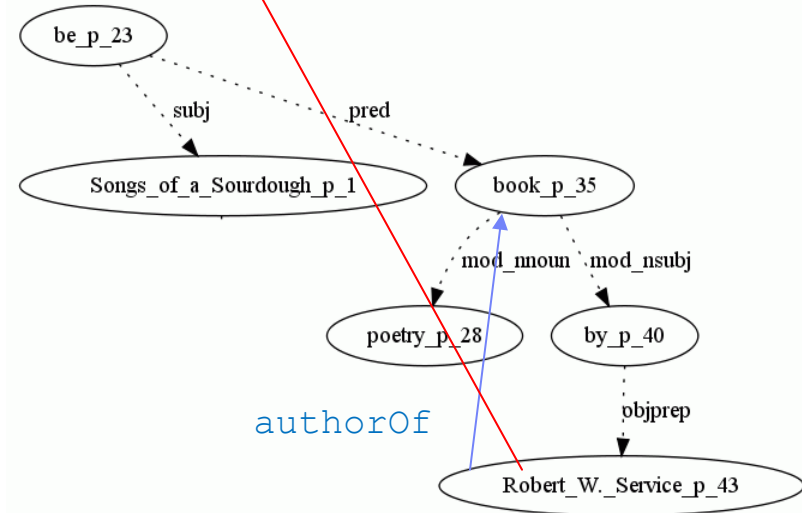 be_p_23
subj
pred
Songs_of_a_Sourdough_p_1
book_p_35
mod_nnoun
mod_nsubj
poetry_p_28
by_p_40
authorOf
objprep
Robert_W._Service_p_43